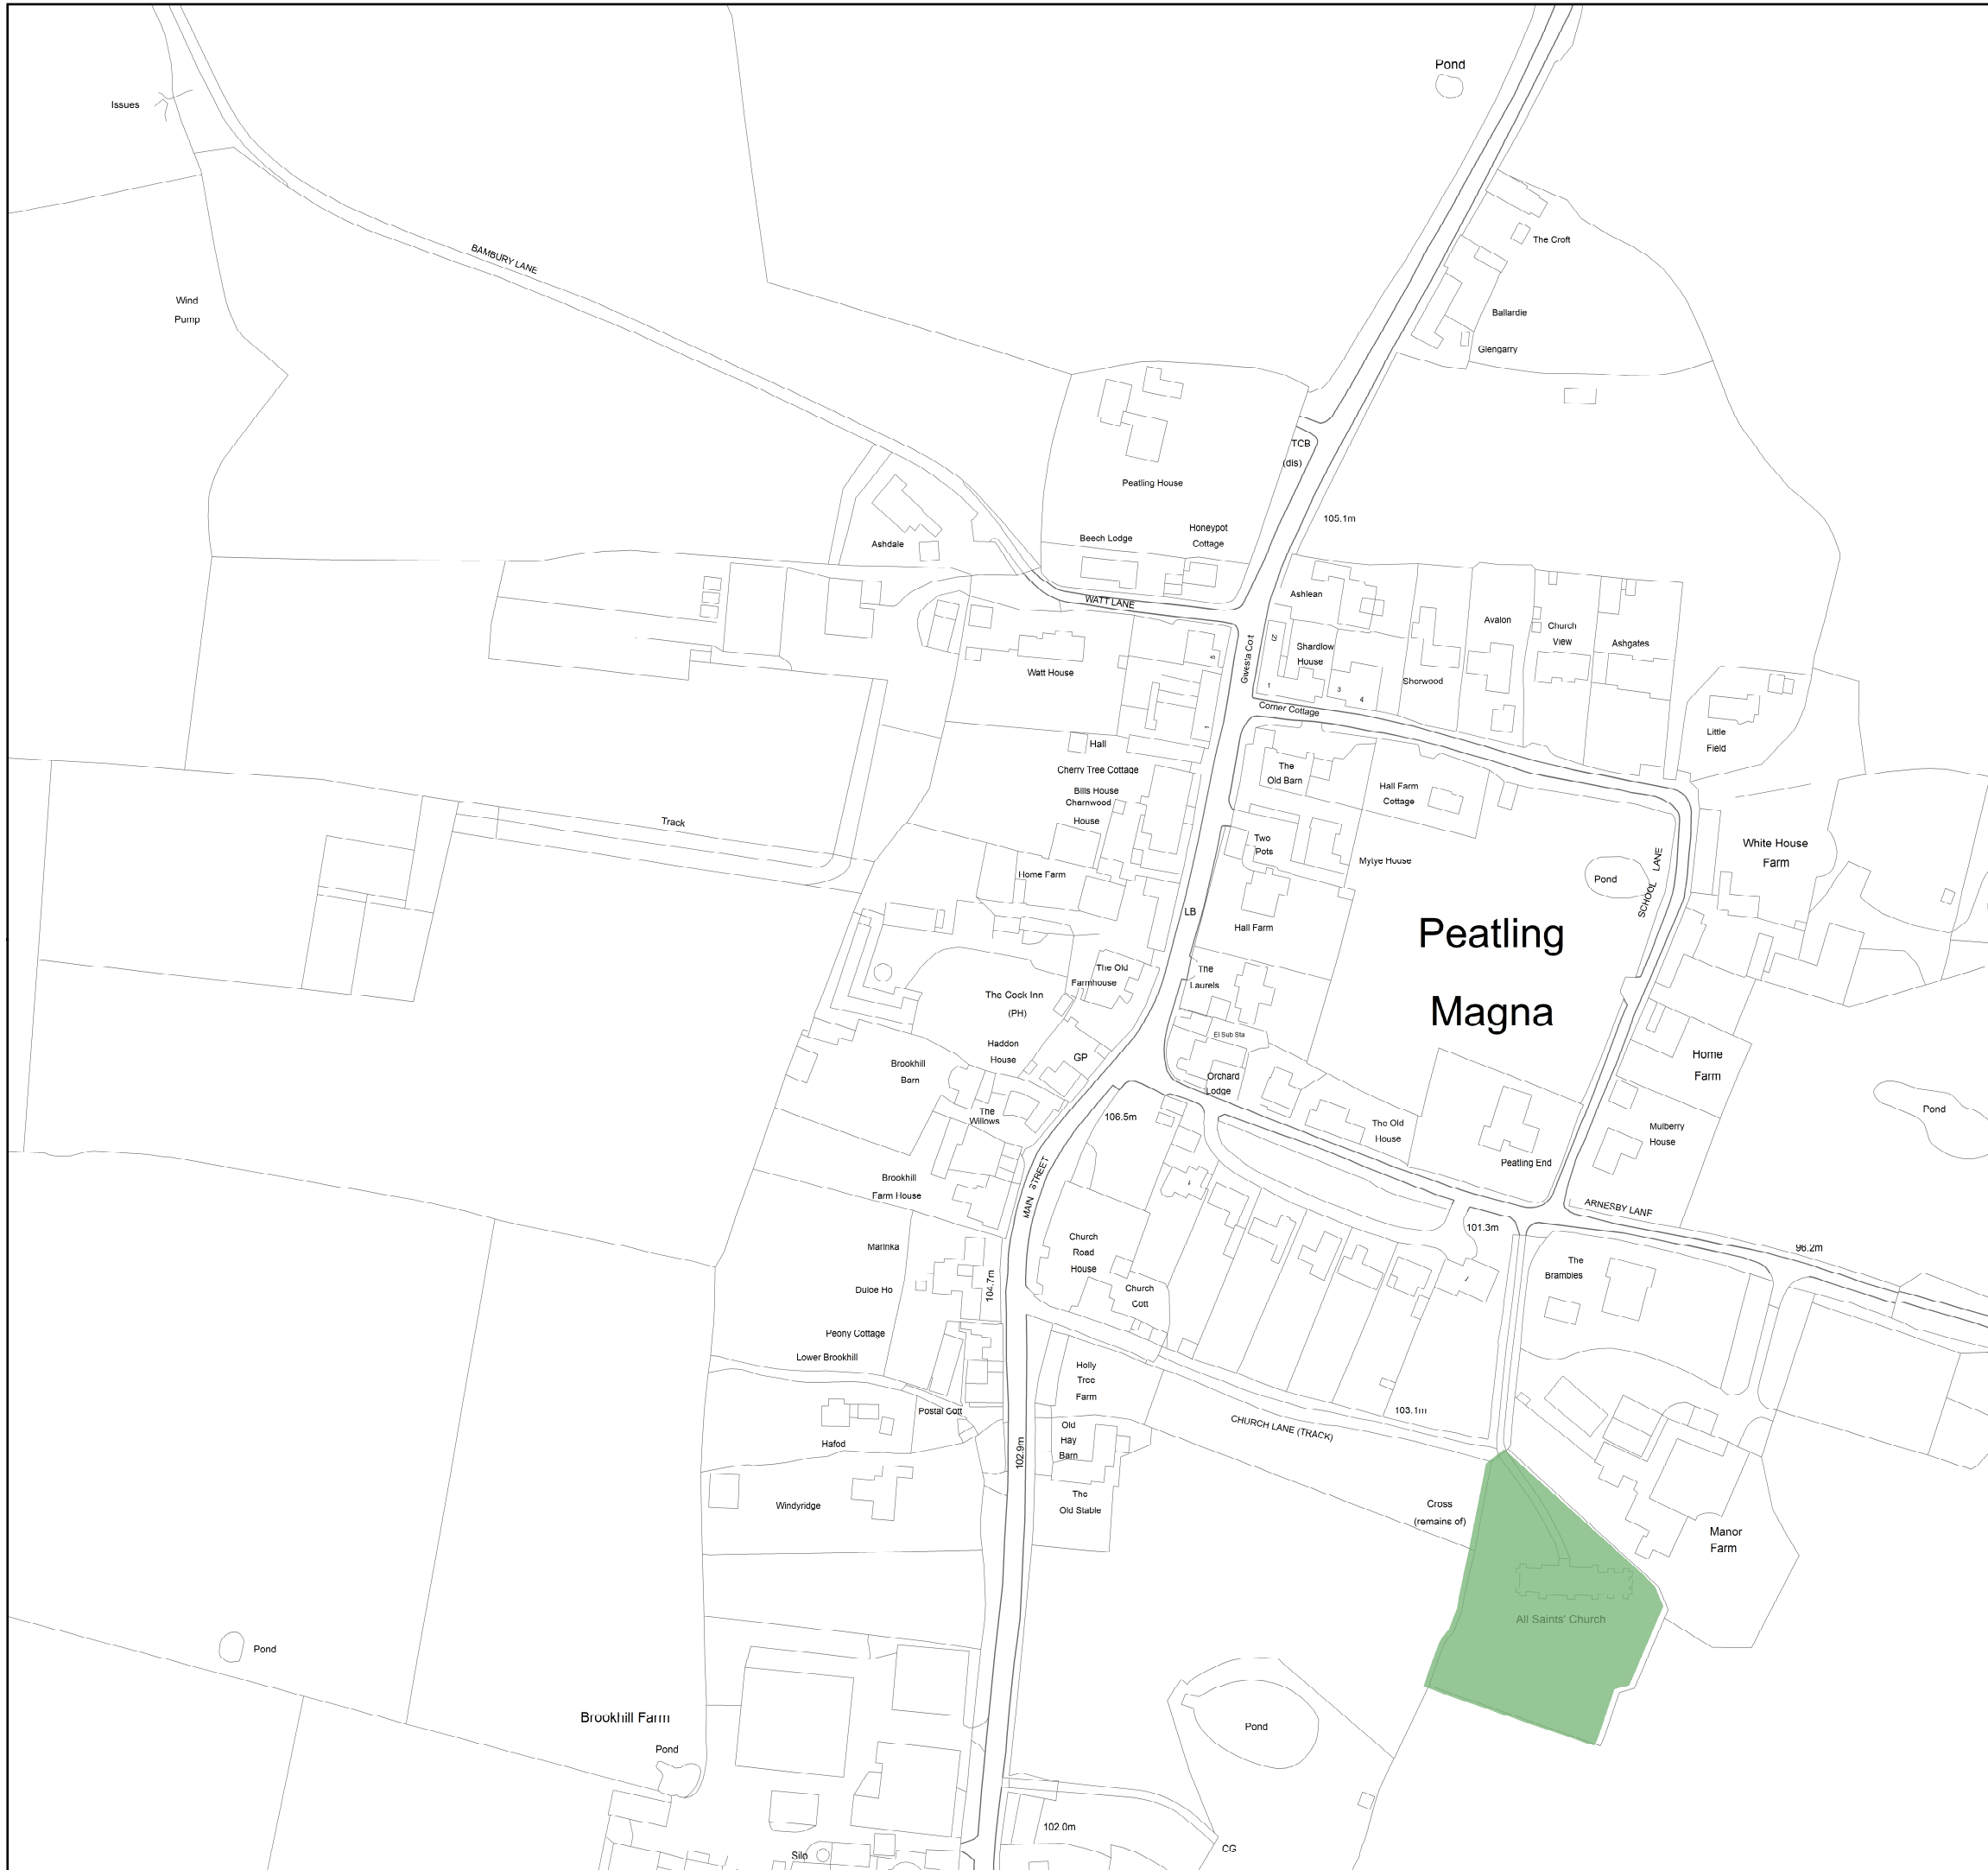 Pond
Issues
The Croft
BAMBURY LANE
Wind
Pump
Ballardie
Glengarry
TCB
(dis)
Peatling House
105.1m
Honeypot
Cottage
Beech Lodge
Ashdale
WATT LANE
Ashlean
Avalon
Church
View
Ashgates
21
Shardlow
House
Gwesta Cot
5
Watt House
Sherwood
1
3
4
Corner Cottage
1
Little
Field
Hall
Cherry Tree Cottage
The
Old Barn
Hall Farm
Cottage
Bills House
Charnwood
House
Track
Two
Pots
Mytye House
White House
Farm
Home Farm
Pond
SCHOOL LANE
LB
Hall Farm
Peatling
Magna
The Old
Farmhouse
The
Laurels
The Cock Inn
(PH)
El Sub Sta
Haddon
House
GP
Home
Farm
Brookhill
Barn
Orchard
Lodge
The
Willows
106.5m
The Old
House
Pond
Mulberry
House
Peatling End
Brookhill
Farm House
MAIN STREET
ARNESBY LANE
101.3m
96.2m
Marinka
Church
Road
House
The
Brambles
Duloe Ho
104.7m
Church
Cott
Peony Cottage
Lower Brookhill
Holly
Tree
Farm
Postal Cott
103.1m
CHURCH LANE (TRACK)
Hafod
102.9m
Old
Hay
Barn
Windyridge
The
Old Stable
Cross
(remains of)
Manor
Farm
All Saints' Church
Pond
Brookhill Farm
Pond
Pond
102.0m
CG
Silo